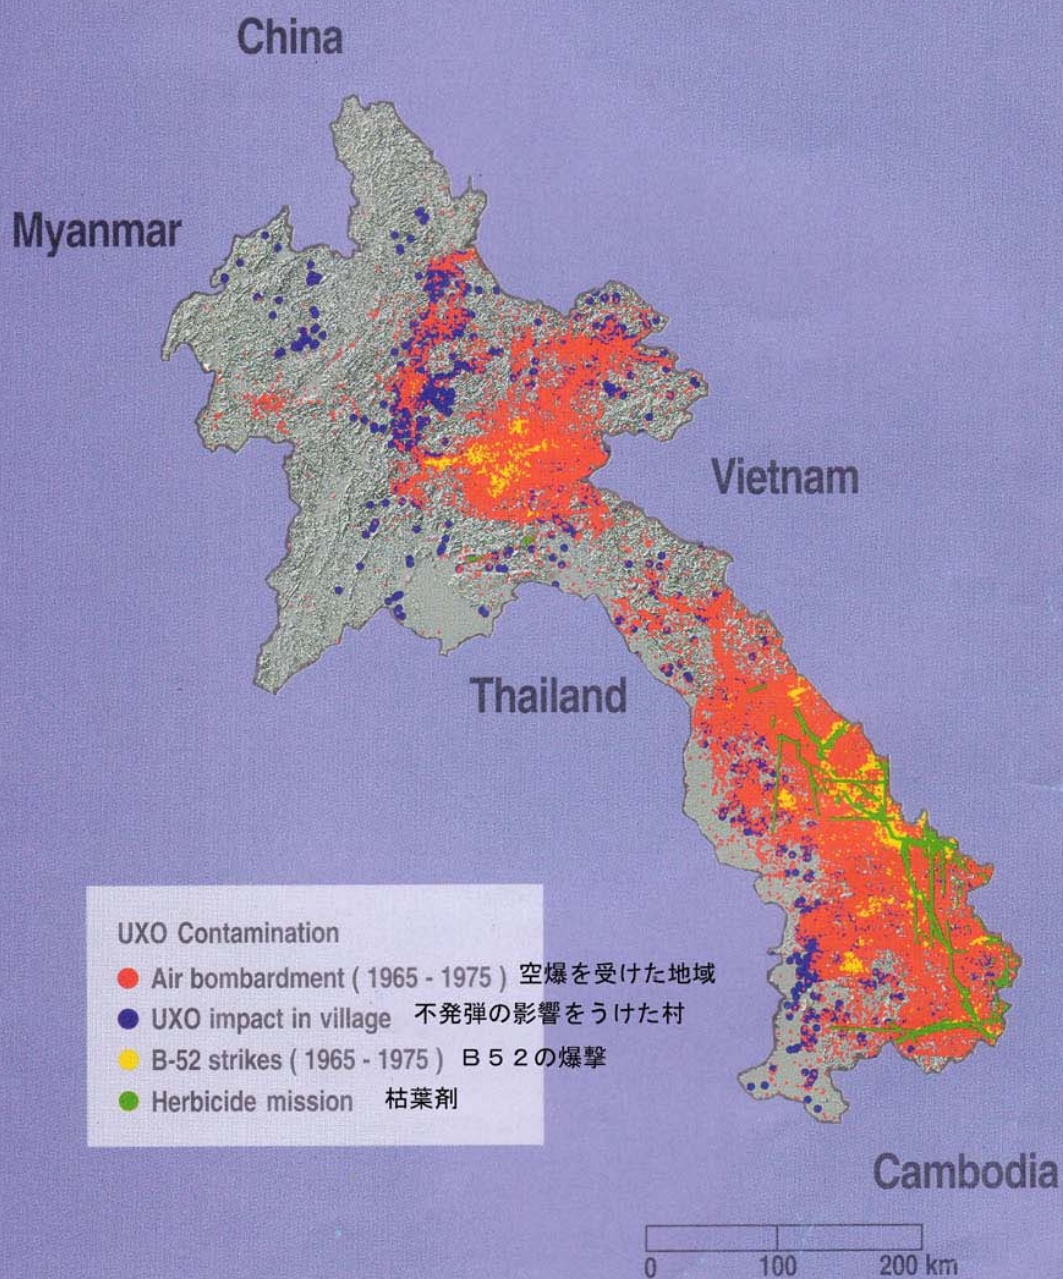 China
Myanmar
Vietnam
Thailand
UXO Contamination
Air bombardment ( 1965 - 1975 ) 空爆を受けた地域
UXO impact in village 不発弾の影響をうけた村
B-52 strikes ( 1965 - 1975 ) Ｂ５２の爆撃
Herbicide mission 枯葉剤
Cambodia
0 100 200 km